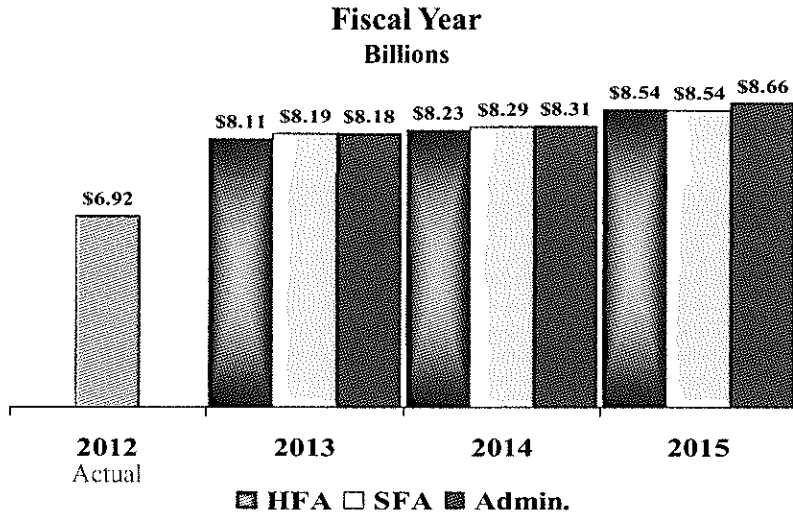 Fiscal Year
Billions
$6.92
$8.11 $8.19 $8.18
$8.23 $8.29 $8.31
$8.54 $8.54 $8.66
2012 2013 2014 2015
Actual
HFA SFA Admin.